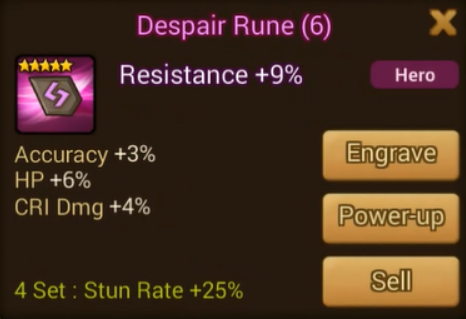 Despair Rune (6)
Resistance +9%
Hero
Accuracy +3%
HP +6%
CRI Dmg +4%
Engrave
Power-up
Sell
4 Set : Stun Rate +25%